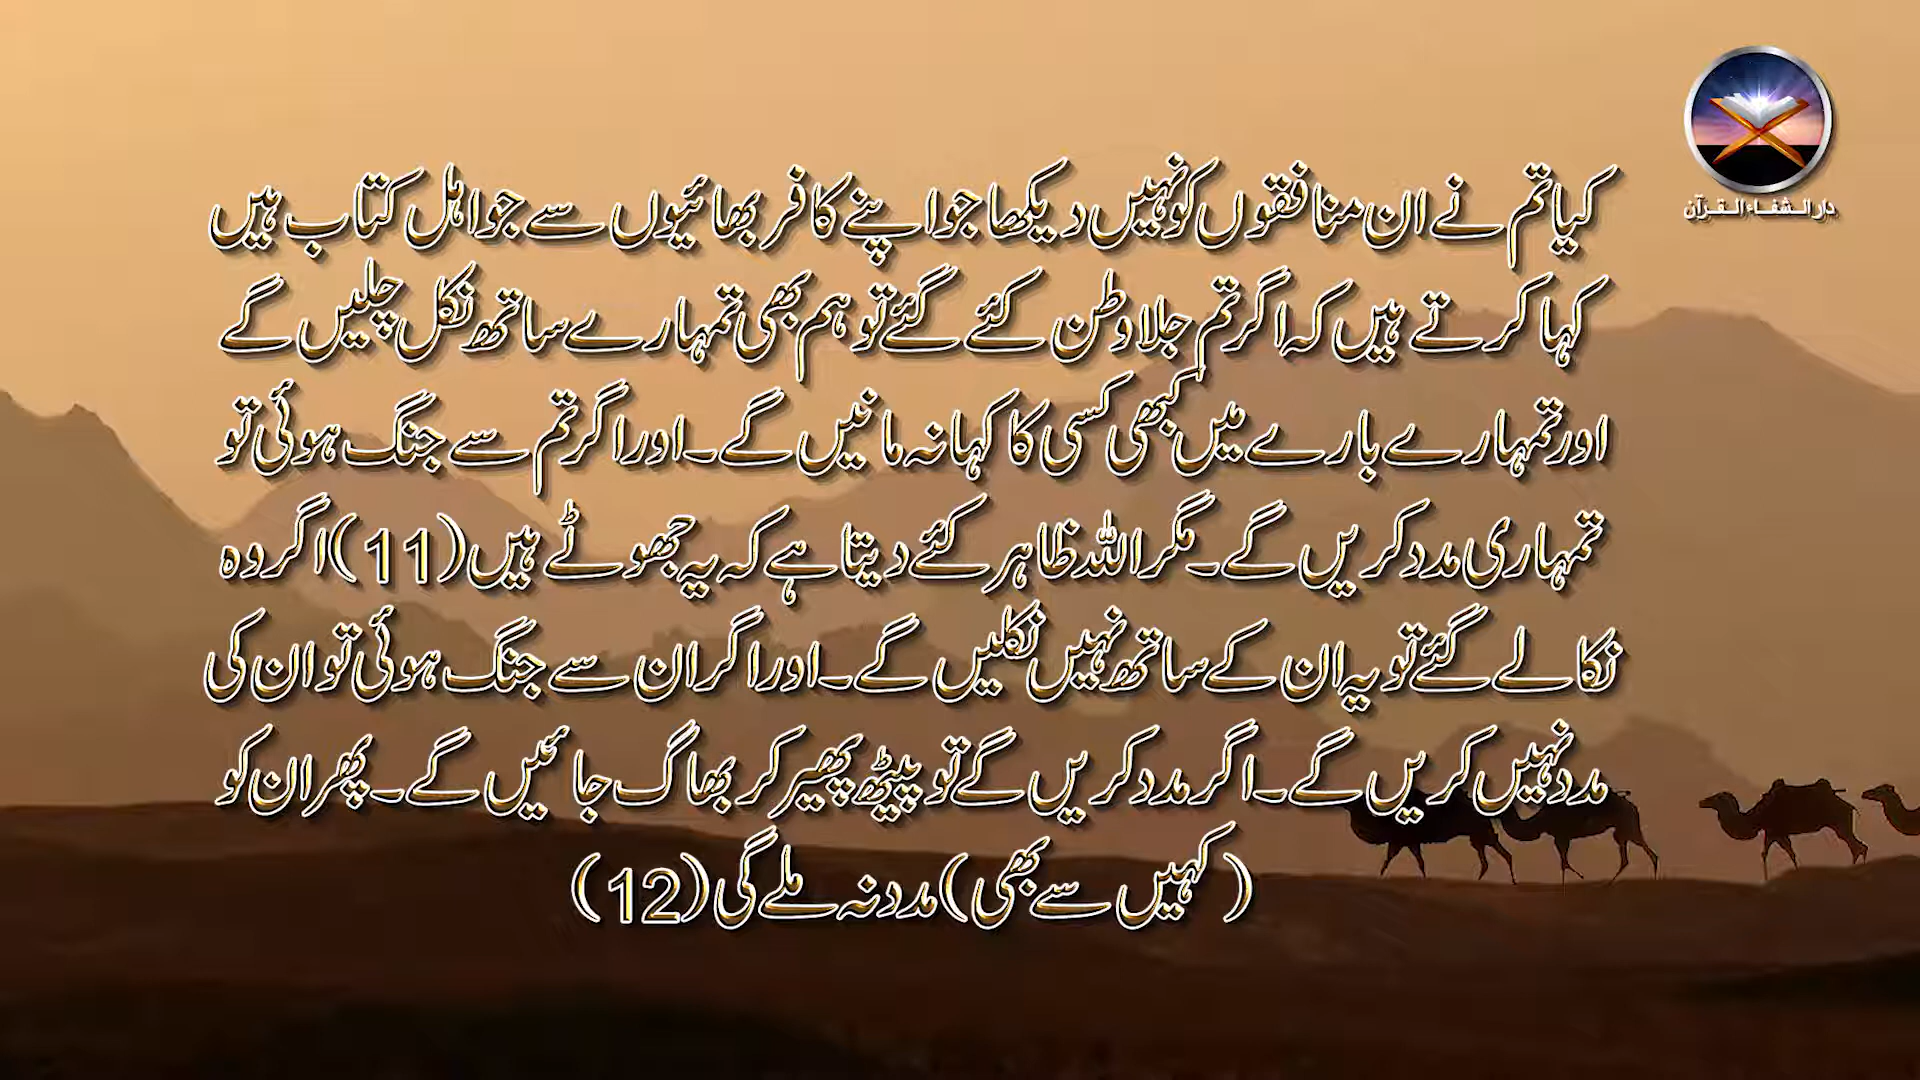 دار الشفاء القرآن
کیا تم نے ان منافقوں کو نہیں دیکھا جو اپنے کافر بھائیوں سے جو اہل کتاب ہیں
کہا کرتے ہیں کہ اگر تم جلا وطن کئے گئے تو ہم بھی تمہارے ساتھ نکل چلیں گے
اور تمہارے بارے میں کبھی کسی کا کہا نہ مانیں گے۔ اور اگر تم سے جنگ ہوئی تو
تمہاری مدد کریں گے۔ مگر اللہ ظاہر کئے دیتا ہے کہ یہ جھوٹے ہیں (11) اگر وہ
نکالے گئے تو یہ ان کے ساتھ نہیں نکلیں گے۔ اور اگر ان سے جنگ ہوئی تو ان کی
مدد نہیں کریں گے۔ اگر مدد کریں گے تو پیٹھ پھیر کر بھاگ جائیں گے۔ پھر ان کو
(کہیں سے بھی) مدد نہ ملے گی (12)